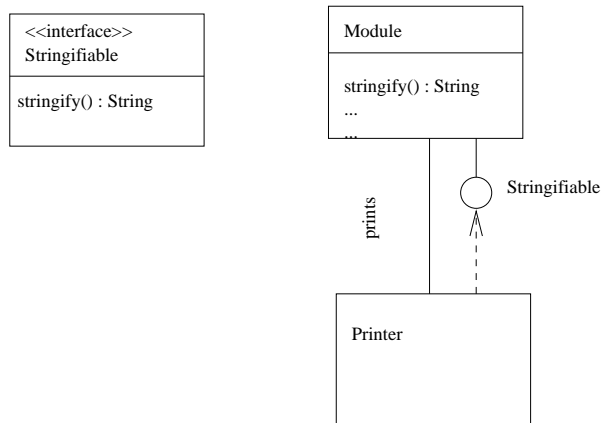 <<interface>>
Stringifiable
stringify() : String
Module
stringify() : String
...
...
Stringifiable
prints
Printer